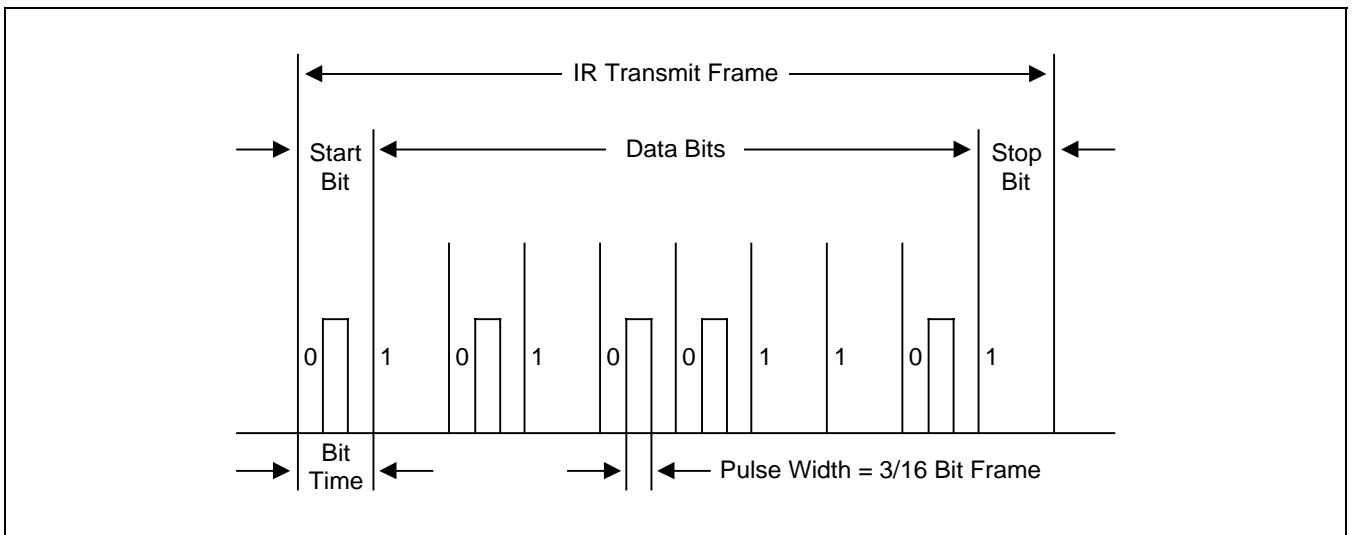 IR Transmit Frame
Start
Bit
Data Bits
Stop
Bit
0 1 0 1 0 0 1 1 0 1
Bit
Time
Pulse Width = 3/16 Bit Frame